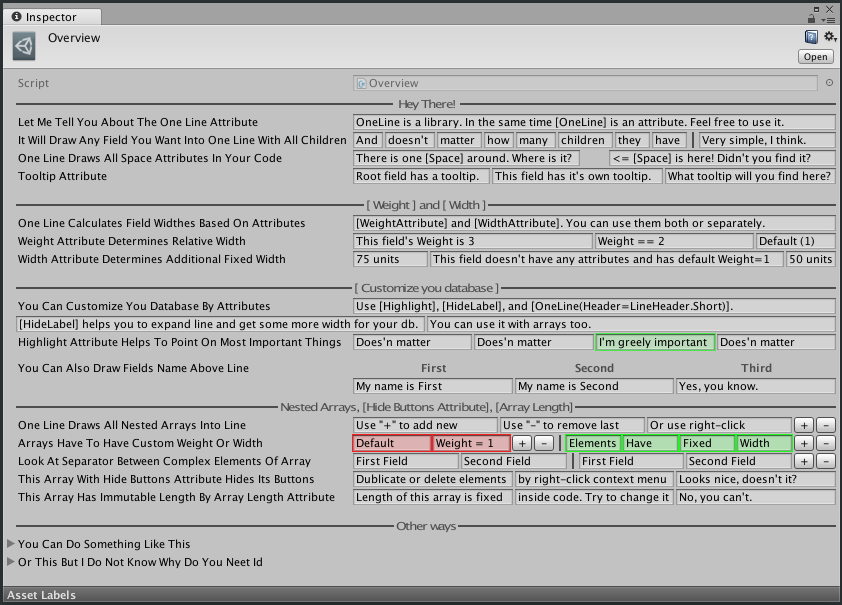 Inspector
Overview
Open
Script Overview
Hey There!
Let Me Tell You About The One Line Attribute OneLine is a library. In the same time [OneLine] is an attribute. Feel free to use it.
It Will Draw Any Field You Want Into One Line With All Children And doesn't matter how many children they have Very simple, I think.
One Line Draws All Space Attributes In Your Code There is one [Space] around. Where is it? <= [Space] is here! Didn't you find it?
Tooltip Attribute Root field has a tooltip. This field has it's own tooltip. What tooltip will you find here?
[ Weight ] and [ Width ]
One Line Calculates Field Widthes Based On Attributes [WeightAttribute] and [WidthAttribute]. You can use them both or separately.
Weight Attribute Determines Relative Width This field's Weight is 3 Weight == 2 Default (1)
Width Attribute Determines Additional Fixed Width 75 units This field doesn't have any attributes and has default Weight=1 50 units
[ Customize you database ]
You Can Customize You Database By Attributes Use [Highlight], [HideLabel], and [OneLine(Header=LineHeader.Short)].
[HideLabel] helps you to expand line and get some more width for your db. You can use it with arrays too.
Highlight Attribute Helps To Point On Most Important Things Does'n matter Does'n matter I'm greely important Does'n matter
You Can Also Draw Fields Name Above Line First Second Third
My name is First My name is Second Yes, you know.
Nested Arrays, [Hide Buttons Attribute], [Array Length]
One Line Draws All Nested Arrays Into Line Use "+" to add new Use "-" to remove last Or use right-click + -
Arrays Have To Have Custom Weight Or Width Default Weight = 1 + - Elements Have Fixed Width + -
Look At Separator Between Complex Elements Of Array First Field Second Field First Field Second Field + -
This Array With Hide Buttons Attribute Hides Its Buttons Dublicate or delete elements by right-click context menu Looks nice, doesn't it?
This Array Has Immutable Length By Array Length Attribute Length of this array is fixed inside code. Try to change it No, you can't.
Other ways
You Can Do Something Like This
Or This But I Do Not Know Why Do You Neet Id
Asset Labels